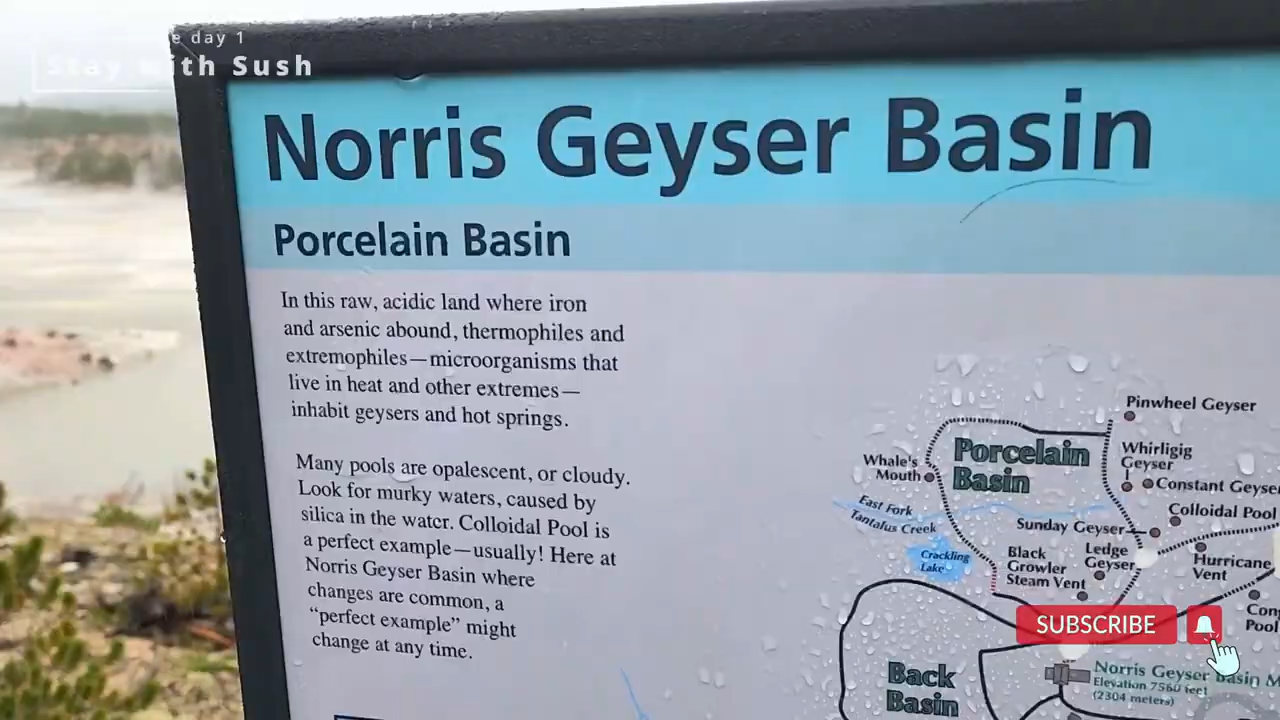 e day 1
Stay with Sush
Norris Geyser Basin
Porcelain Basin
In this raw, acidic land where iron
and arsenic abound, thermophiles and
extremophiles—microorganisms that
live in heat and other extremes—
inhabit geysers and hot springs.
Many pools are opalescent, or cloudy.
Look for murky waters, caused by
silica in the water. Colloidal Pool is
a perfect example—usually! Here at
Norris Geyser Basin where
changes are common, a
“perfect example” might
change at any time.
Pinwheel Geyser
Porcelain
Basin
Whirligig
Geyser
Whale's
Mouth
Constant Geyser
East Fork
Tantalus Creek
Colloidal Pool
Sunday Geyser
Crackling
Lake
Black
Growler
Steam Vent
Ledge
Geyser
Hurricane
Vent
Pool
SUBSCRIBE
Back
Basin
Norris Geyser Basin M
Elevation 7560 feet
(2304 meters)